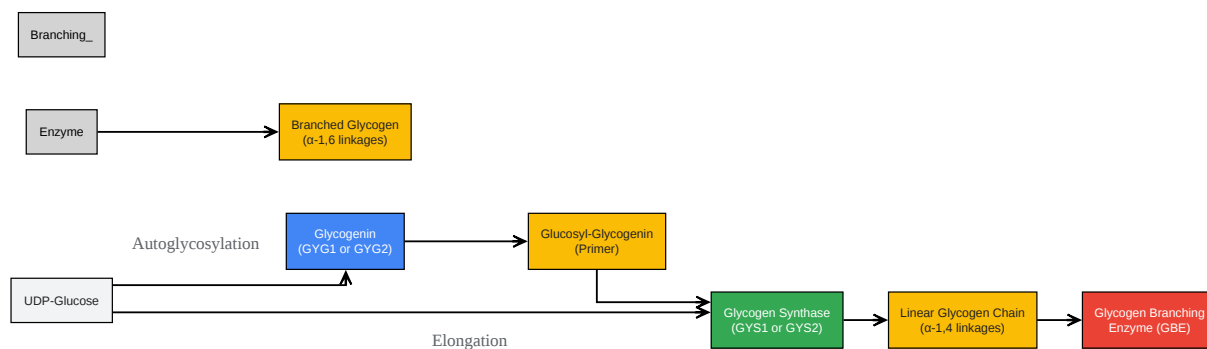 Branching_
Enzyme
Branched Glycogen
(α-1,6 linkages)
Autoglycosylation
Glycogenin
(GYG1 or GYG2)
Glucosyl-Glycogenin
(Primer)
UDP-Glucose
Elongation
Glycogen Synthase
(GYS1 or GYS2)
Linear Glycogen Chain
(α-1,4 linkages)
Glycogen Branching
Enzyme (GBE)